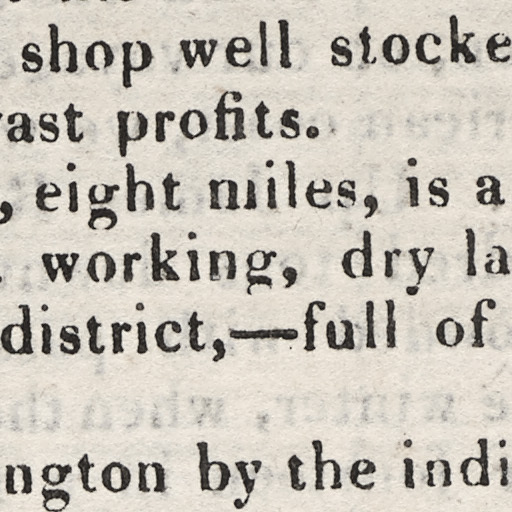 shop well stocke
vast profits.
, eight miles, is a
working, dry la
district,—full of
ngton by the indi